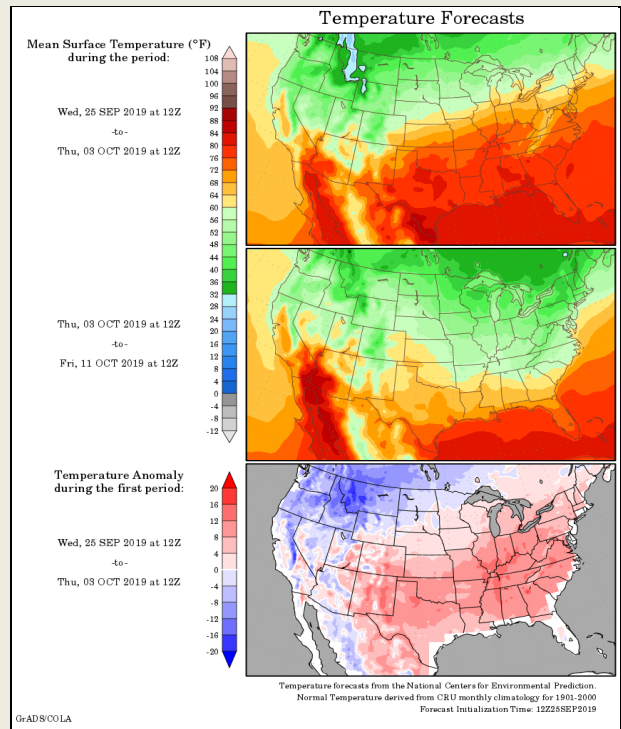 Temperature Forecasts
Mean Surface Temperature (°F)
during the period:
Wed, 25 SEP 2019 at 12Z
-to-
Thu, 03 OCT 2019 at 12Z
108
104
100
96
92
88
84
80
76
72
68
64
60
56
52
48
44
40
36
32
28
24
20
16
12
8
4
0
-4
-8
-12
Thu, 03 OCT 2019 at 12Z
-to-
Fri, 11 OCT 2019 at 12Z
Temperature Anomaly
during the first period:
Wed, 25 SEP 2019 at 12Z
-to-
Thu, 03 OCT 2019 at 12Z
20
16
12
8
4
0
-4
-8
-12
-16
-20
Temperature forecasts from the National Centers for Environmental Prediction.
Normal Temperature derived from CRU monthly climatology for 1901-2000
Forecast Initialization Time: 12Z25SEP2019
GrADS/COLA